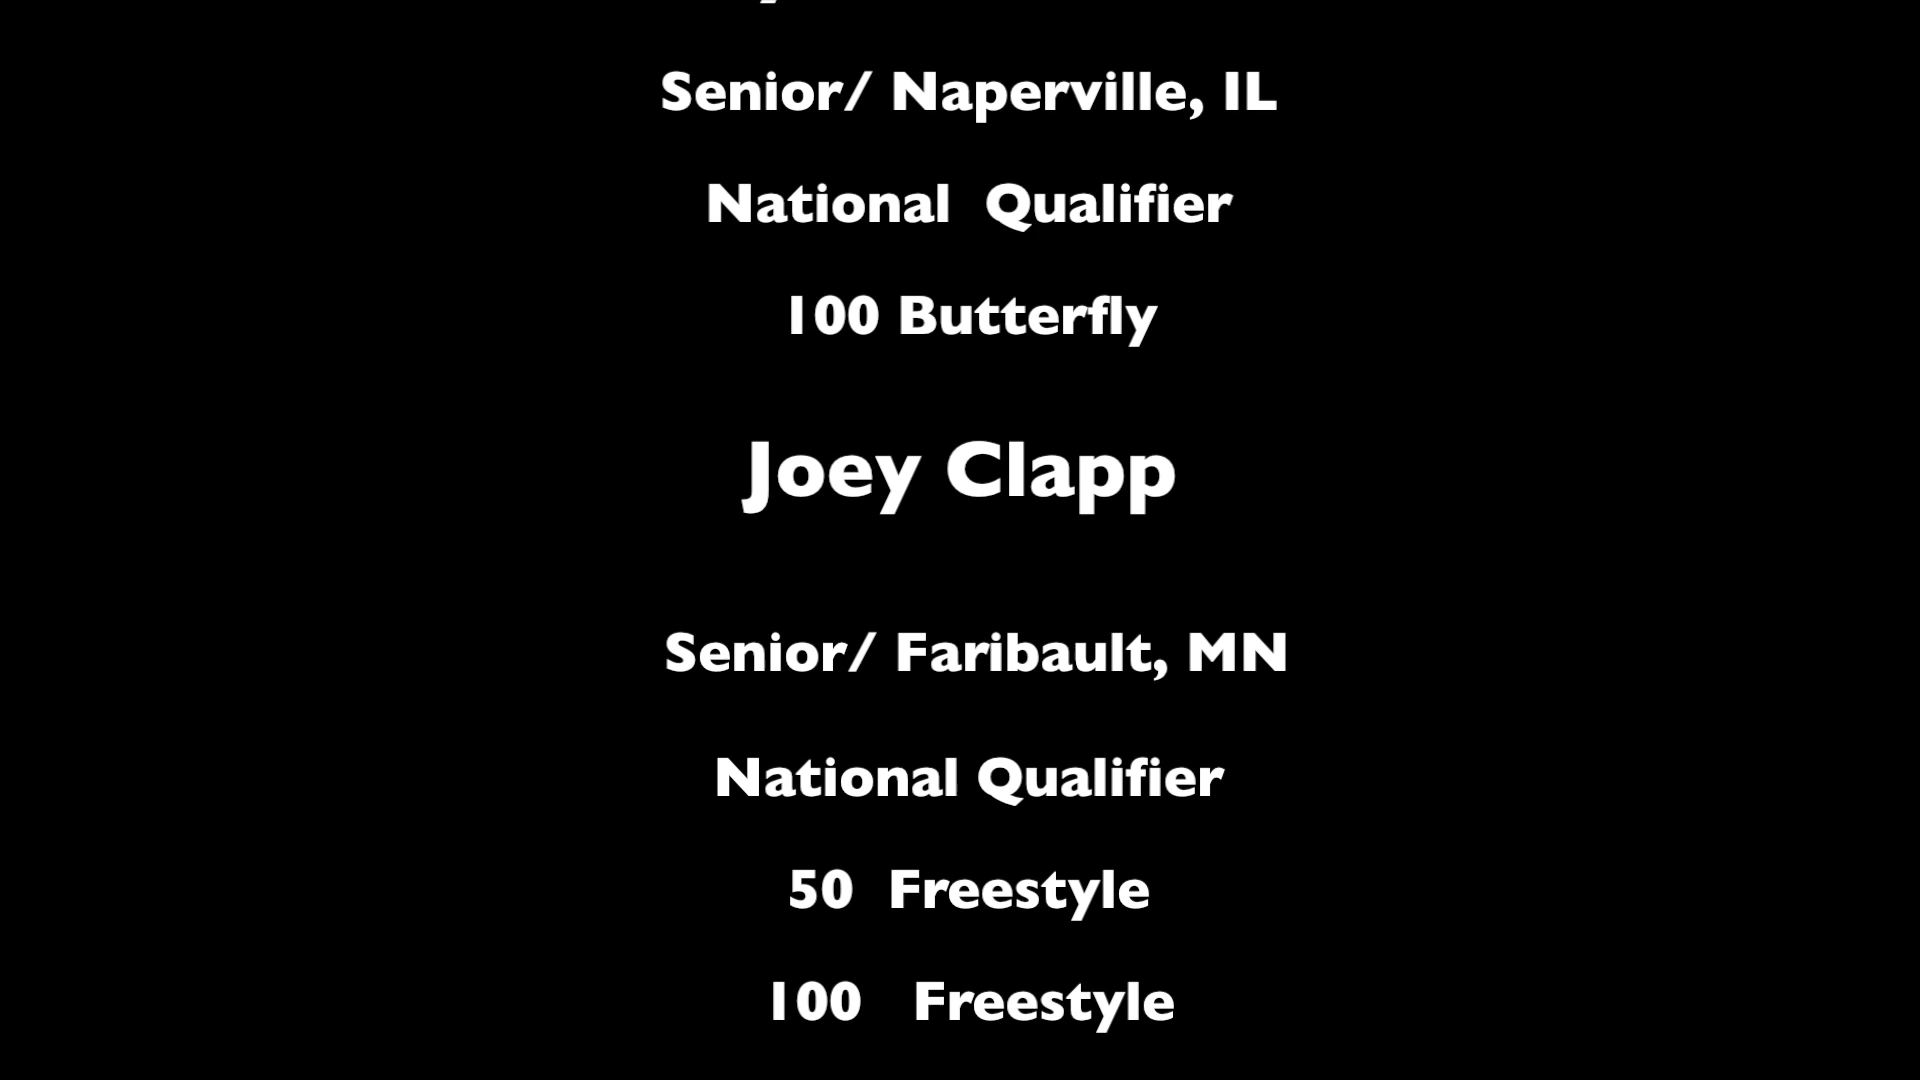 Senior/ Naperville, IL
National  Qualifier
100 Butterfly
Joey Clapp
Senior/ Faribault, MN
National Qualifier
50  Freestyle
100   Freestyle